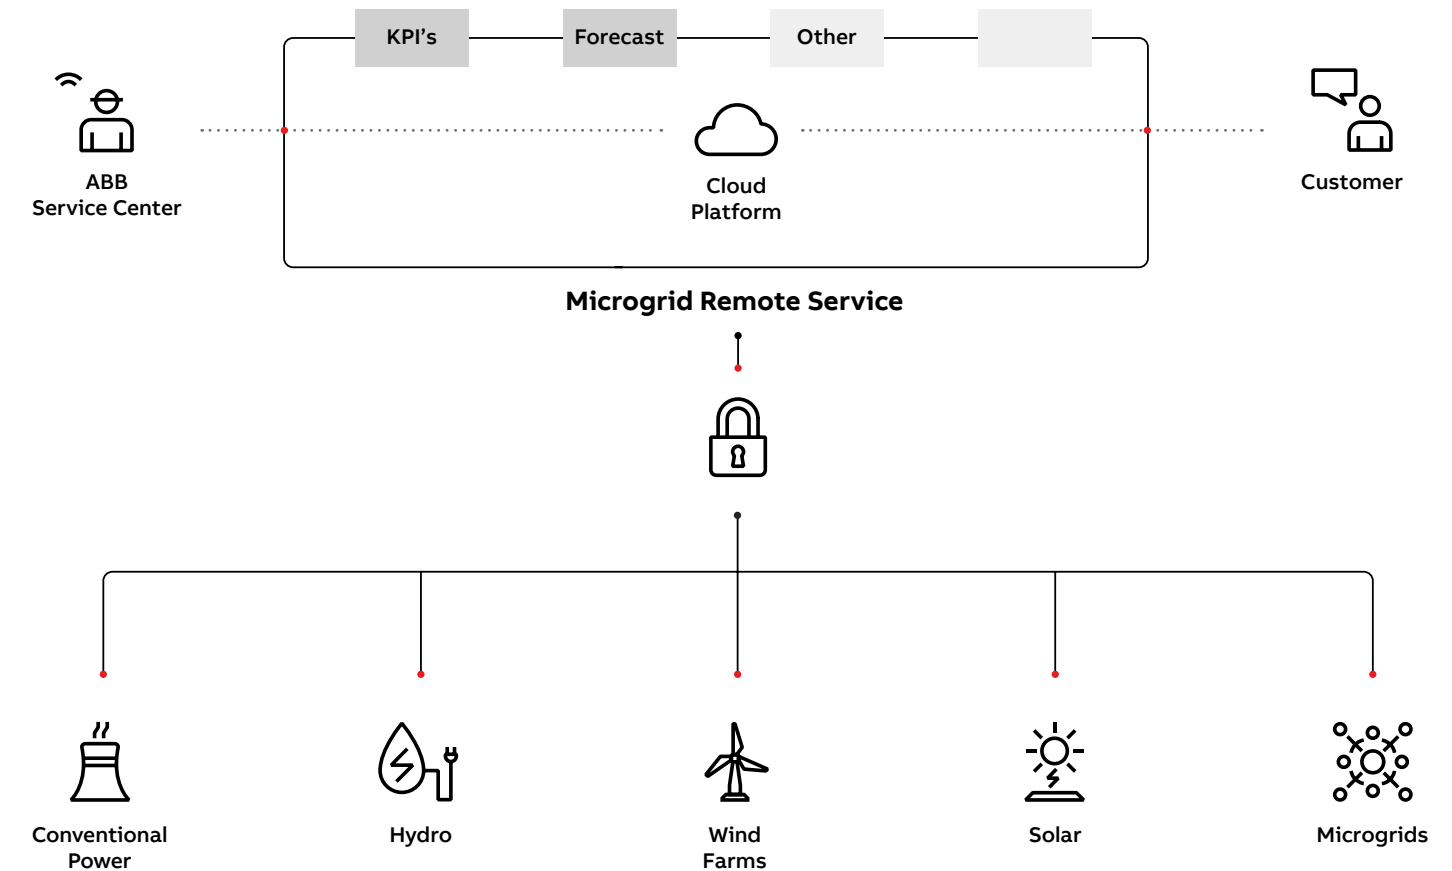 KPI's
Forecast
Other
ABB
Service Center
Cloud
Platform
Customer
Microgrid Remote Service
Conventional
Power
Hydro
Wind
Farms
Solar
Microgrids